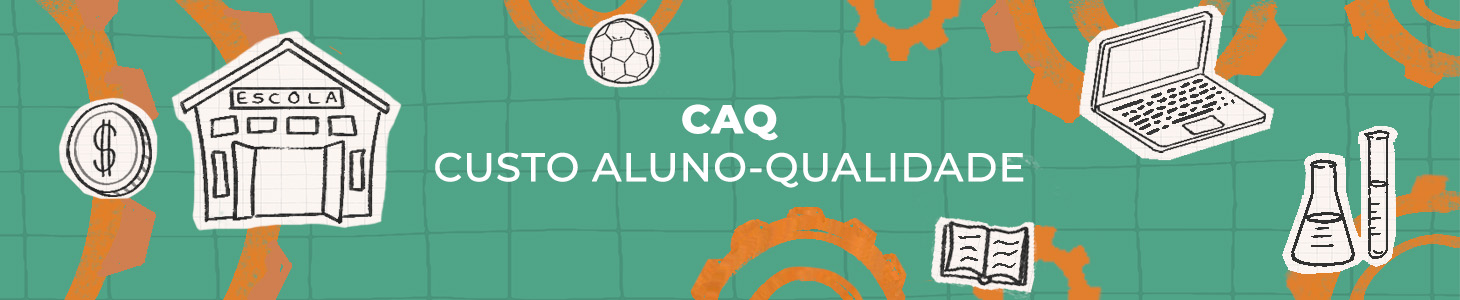 ESCOLA
$
CAQ
CUSTO ALUNO-QUALIDADE